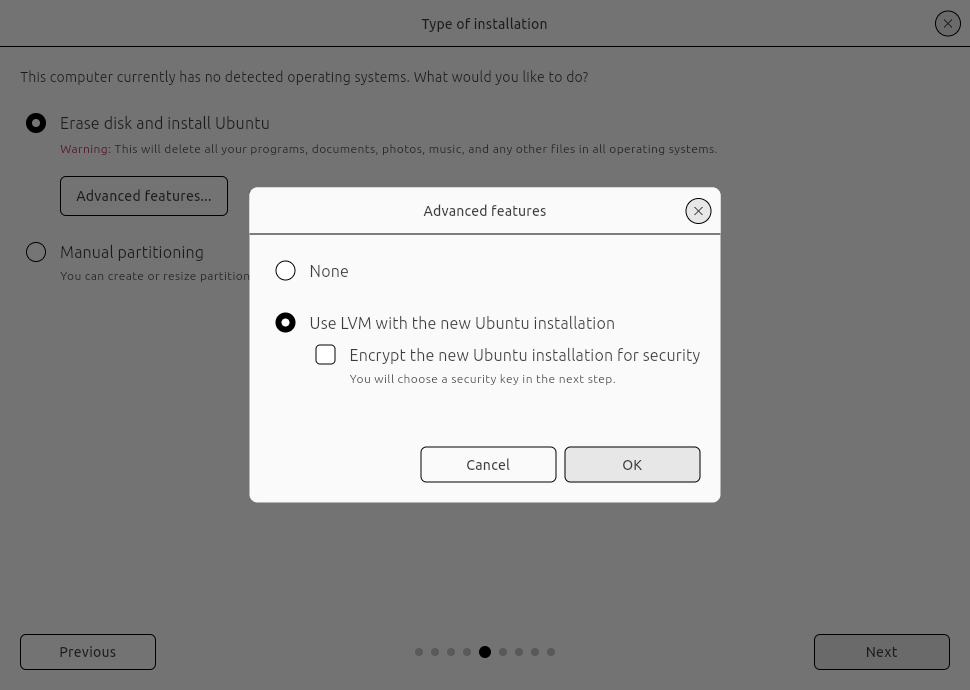 Type of installation
This computer currently has no detected operating systems. What would you like to do?
Erase disk and install Ubuntu
Warning: This will delete all your programs, documents, photos, music, and any other files in all operating systems.
Advanced features...
Manual partitioning
You can create or resize partition
Advanced features
None
Use LVM with the new Ubuntu installation
Encrypt the new Ubuntu installation for security
You will choose a security key in the next step.
Cancel
OK
Previous
Next